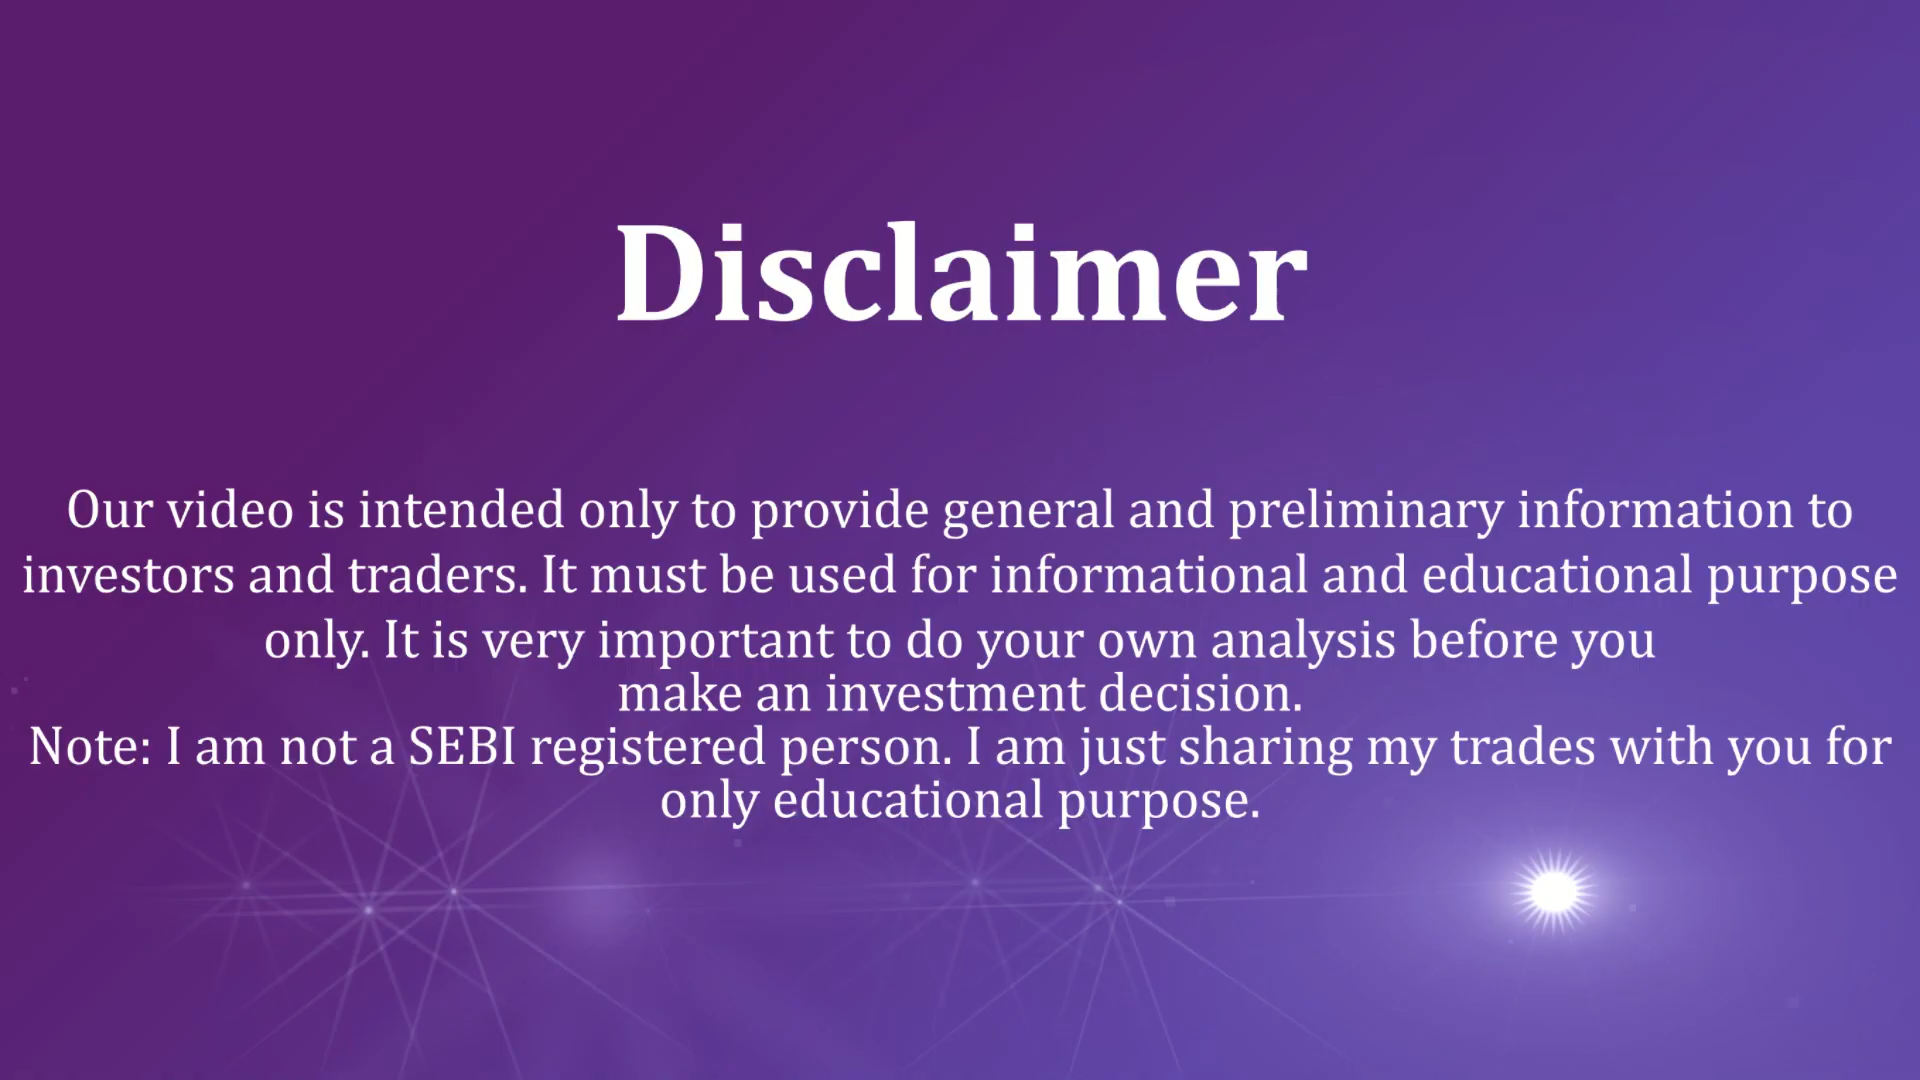 Disclaimer
Our video is intended only to provide general and preliminary information to
investors and traders. It must be used for informational and educational purpose
only. It is very important to do your own analysis before you
make an investment decision.
Note: I am not a SEBI registered person. I am just sharing my trades with you for
only educational purpose.